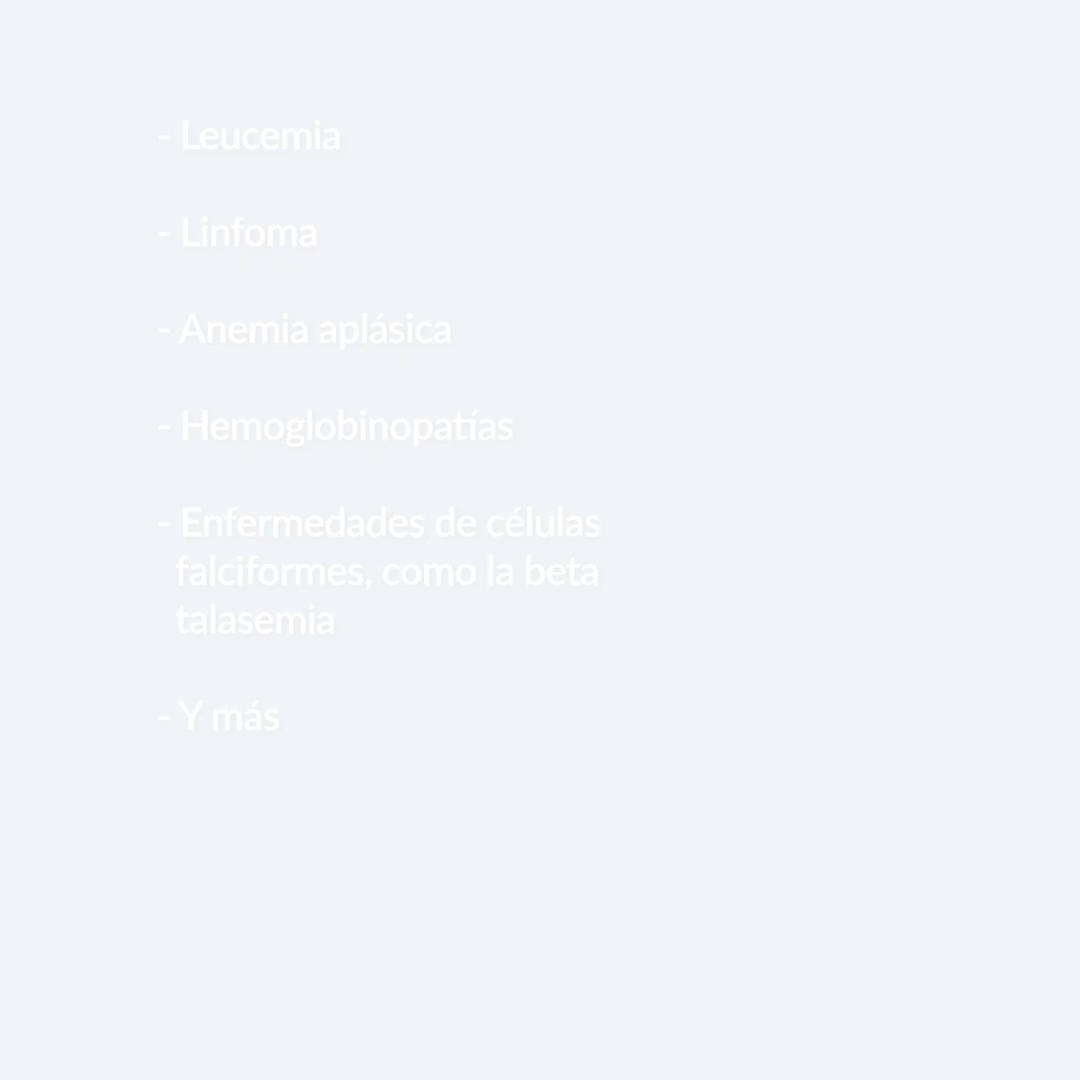 - Leucemia
- Linfoma
- Anemia aplásica
- Hemoglobinopatías
- Enfermedades de células
falciformes, como la beta
talasemia
- Y más